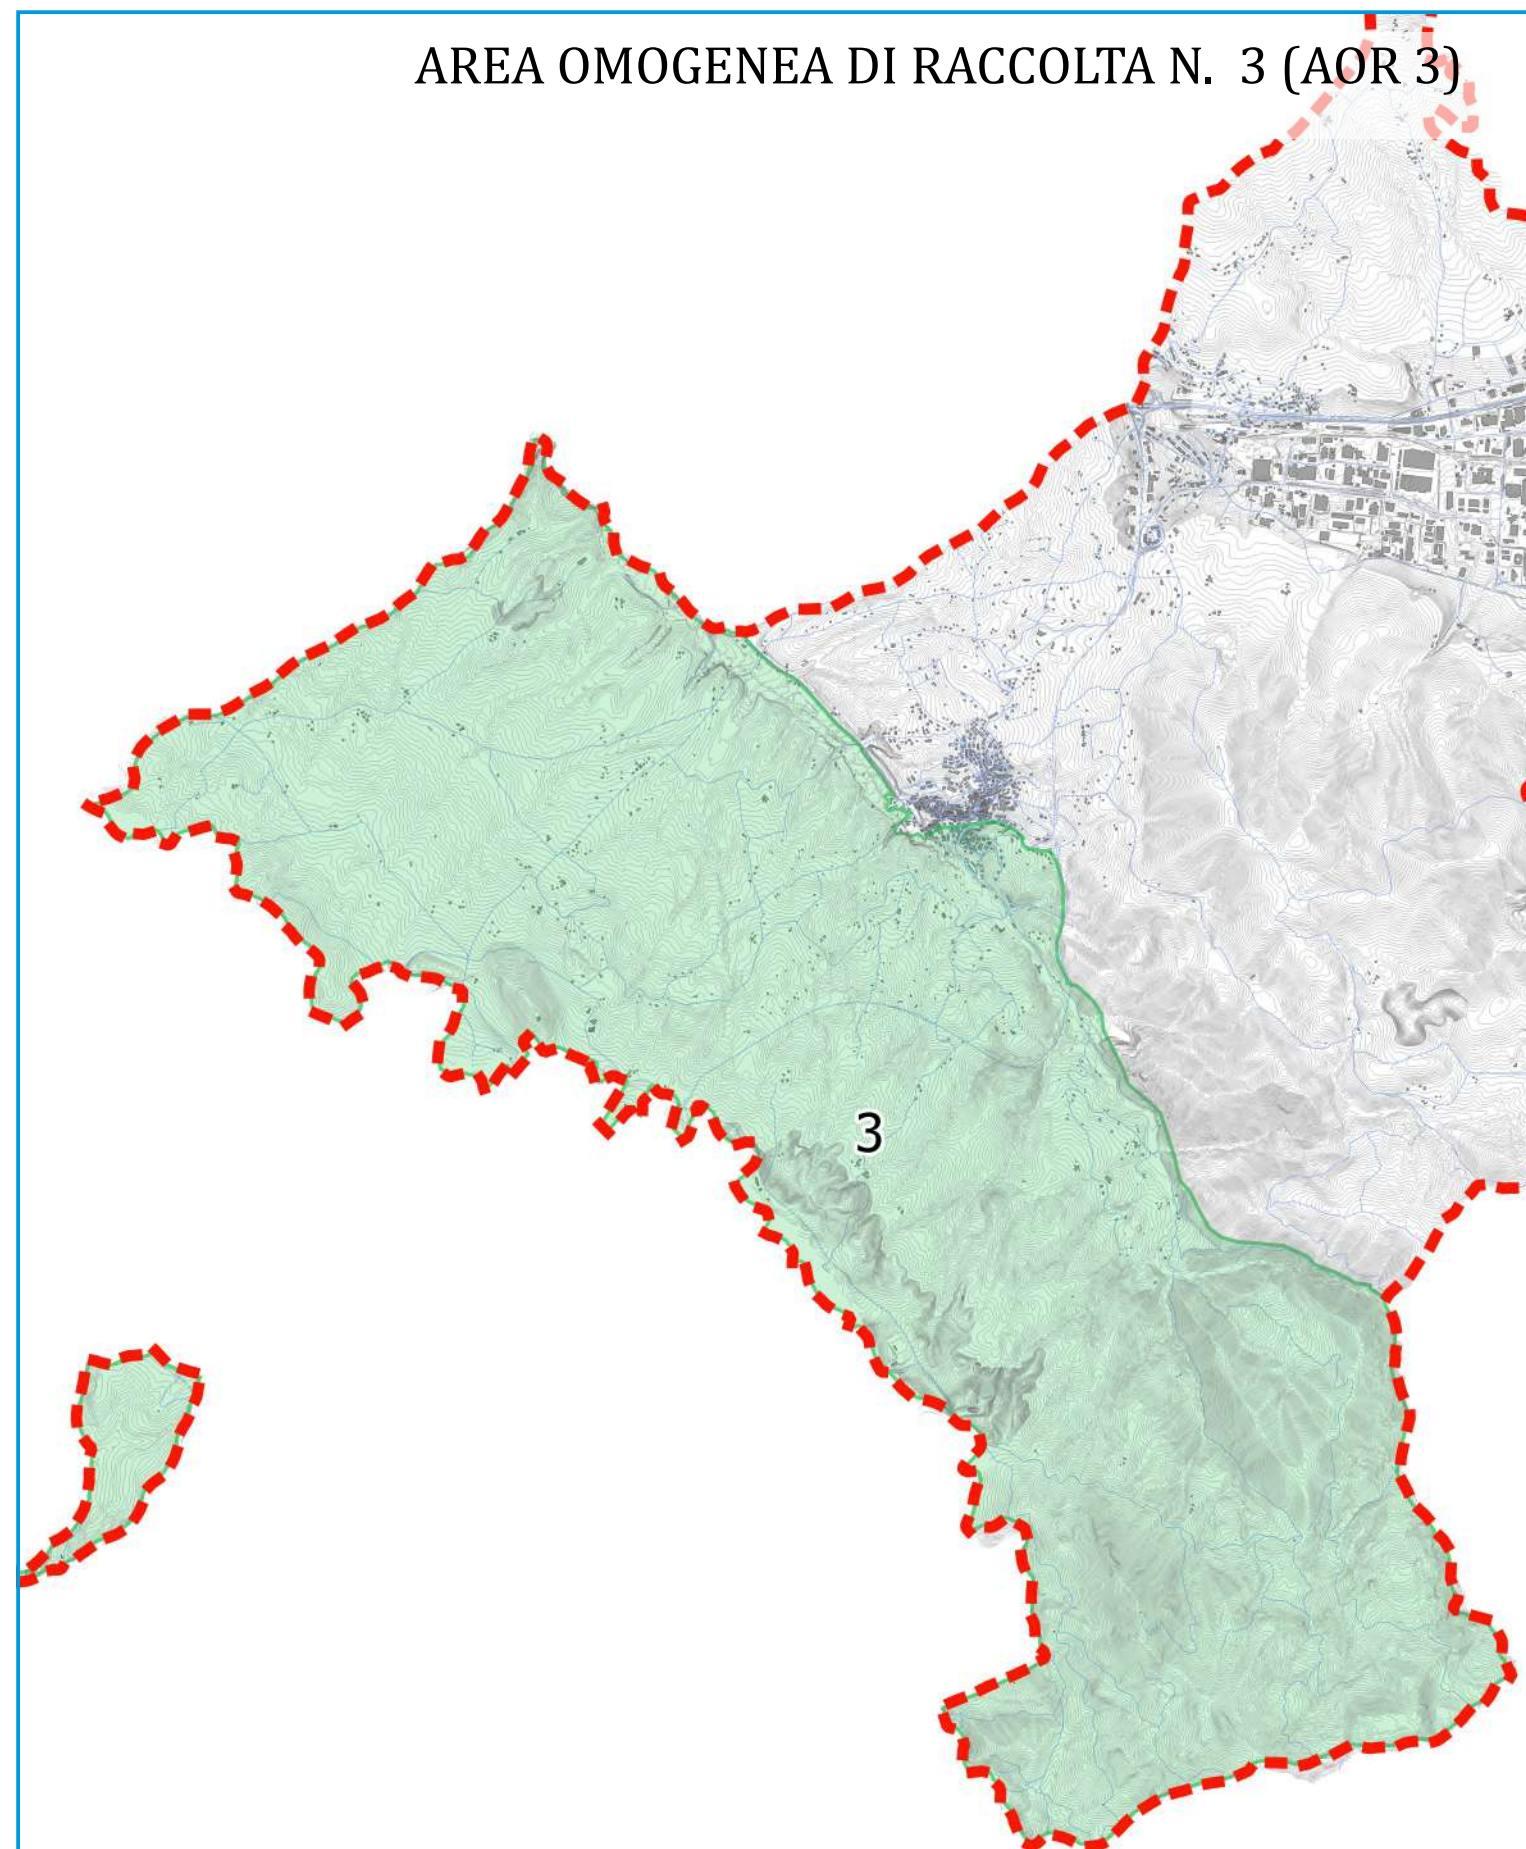 AREA OMOGENEA DI RACCOLTA N. 3 (AOR 3)
3